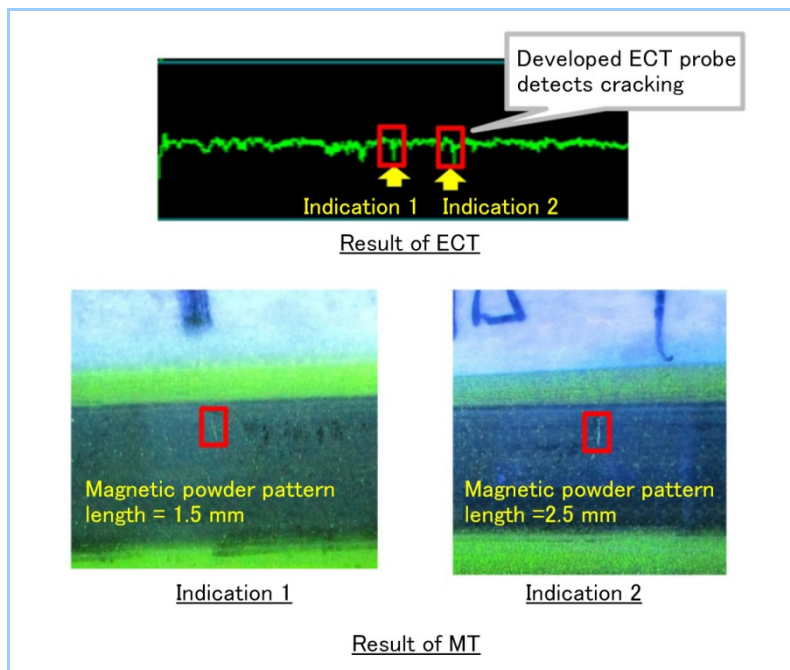 Developed ECT probe
detects cracking
Indication 1
Indication 2
Result of ECT
Magnetic powder pattern
length = 1.5 mm
Magnetic powder pattern
length =2.5 mm
Indication 1
Indication 2
Result of MT